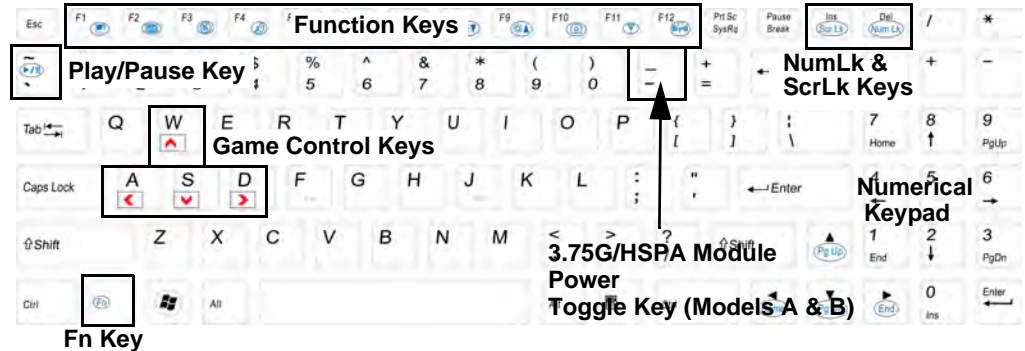 Esc F1 F2 F3 F4 Function Keys F9 F10 F11 F12 Prt Sc SysRq Pause Break Ins Scr Lk Del Num Lk / *
~ ` Play/Pause Key $ 4 % 5 ^ 6 & 7 * 8 ( 9 ) 0 _ - + = ← NumLk & + -
ScrLk Keys
Tab Q W E R T Y U I O P { [ } ] \ 7 Home 8 ↑ 9 PgUp
Game Control Keys
Caps Lock A S D F G H J K L : ; " ' Enter Numerical 6 →
Keypad
⇧ Shift Z X C V B N M < > ? ⇧ Shift Pg Up 1 End 2 ↓ 3 PgDn
3.75G/HSPA Module
Power
Toggle Key (Models A & B)
Ctrl Fn Alt End 0 Ins Enter
Fn Key